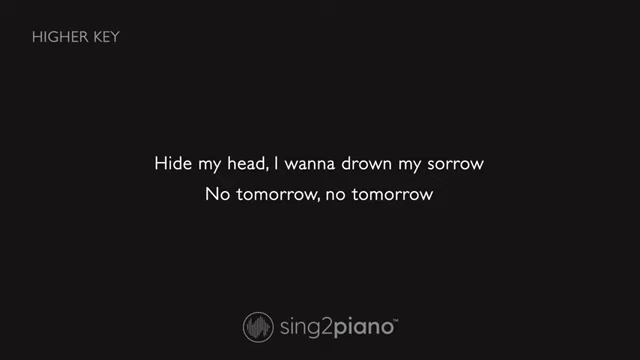 HIGHER KEY
Hide my head, I wanna drown my sorrow
No tomorrow, no tomorrow
sing2piano™